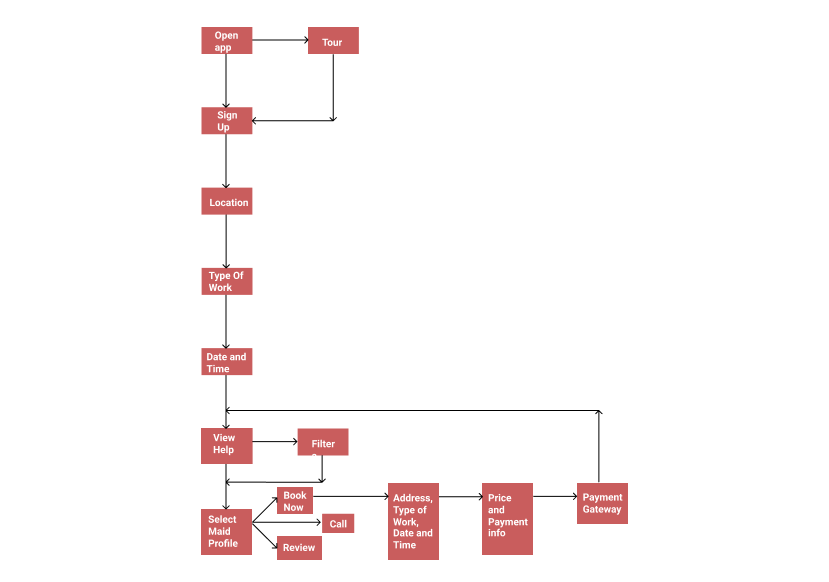 Open
app
Tour
Sign
Up
Location
Type Of
Work
Date and
Time
View
Help
Filter
Book
Now
Address,
Type of
Work,
Date and
Time
Price
and
Payment
info
Payment
Gateway
Select
Maid
Profile
Call
Review